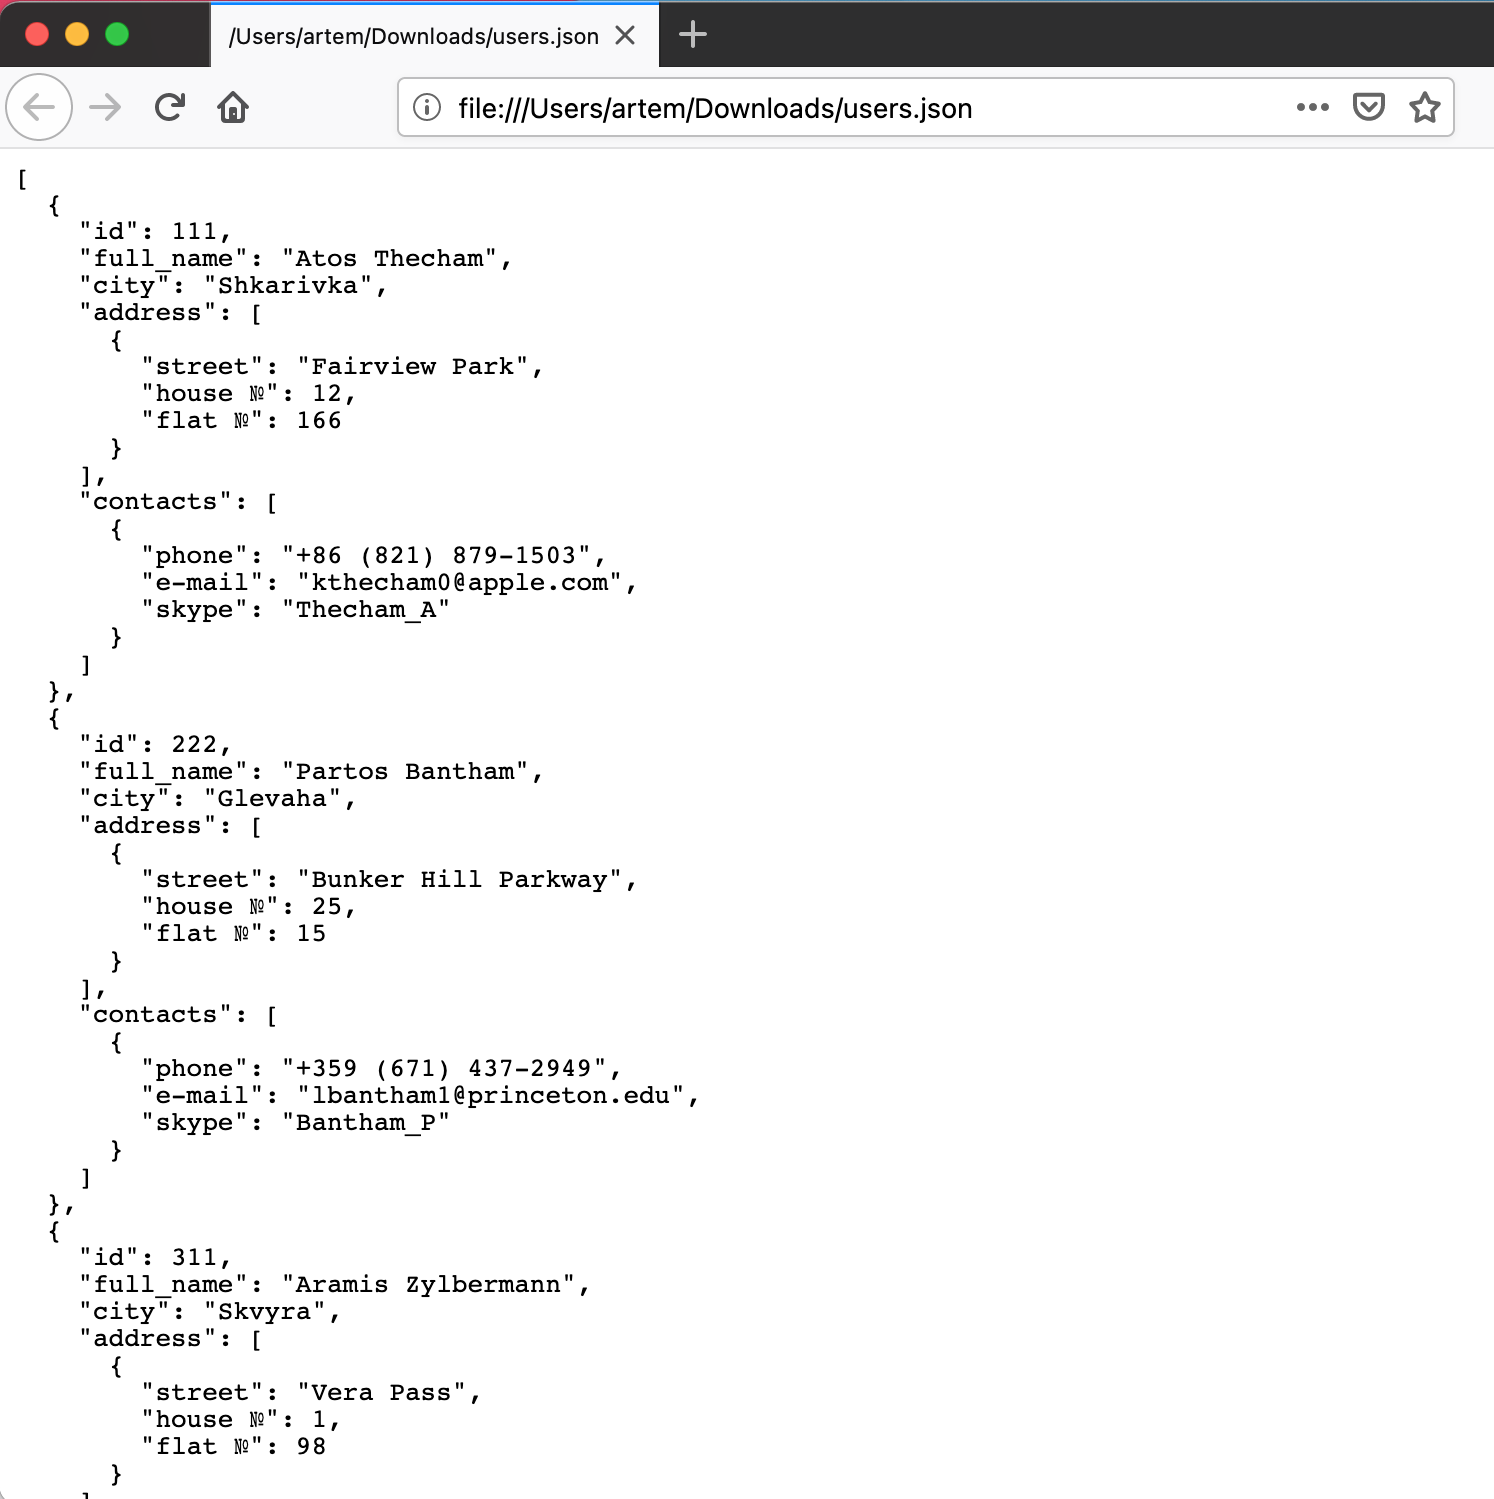 /Users/artem/Downloads/users.json
file:///Users/artem/Downloads/users.json
[
  {
    "id": 111,
    "full_name": "Atos Thecham",
    "city": "Shkarivka",
    "address": [
      {
        "street": "Fairview Park",
        "house №": 12,
        "flat №": 166
      }
    ],
    "contacts": [
      {
        "phone": "+86 (821) 879-1503",
        "e-mail": "kthecham0@apple.com",
        "skype": "Thecham_A"
      }
    ]
  },
  {
    "id": 222,
    "full_name": "Partos Bantham",
    "city": "Glevaha",
    "address": [
      {
        "street": "Bunker Hill Parkway",
        "house №": 25,
        "flat №": 15
      }
    ],
    "contacts": [
      {
        "phone": "+359 (671) 437-2949",
        "e-mail": "lbantham1@princeton.edu",
        "skype": "Bantham_P"
      }
    ]
  },
  {
    "id": 311,
    "full_name": "Aramis Zylbermann",
    "city": "Skvyra",
    "address": [
      {
        "street": "Vera Pass",
        "house №": 1,
        "flat №": 98
      }